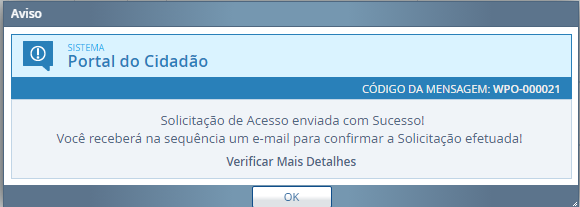 Aviso
SISTEMA
Portal do Cidadão
CÓDIGO DA MENSAGEM: WPO-000021
Solicitação de Acesso enviada com Sucesso!
Você receberá na sequência um e-mail para confirmar a Solicitação efetuada!
Verificar Mais Detalhes
OK